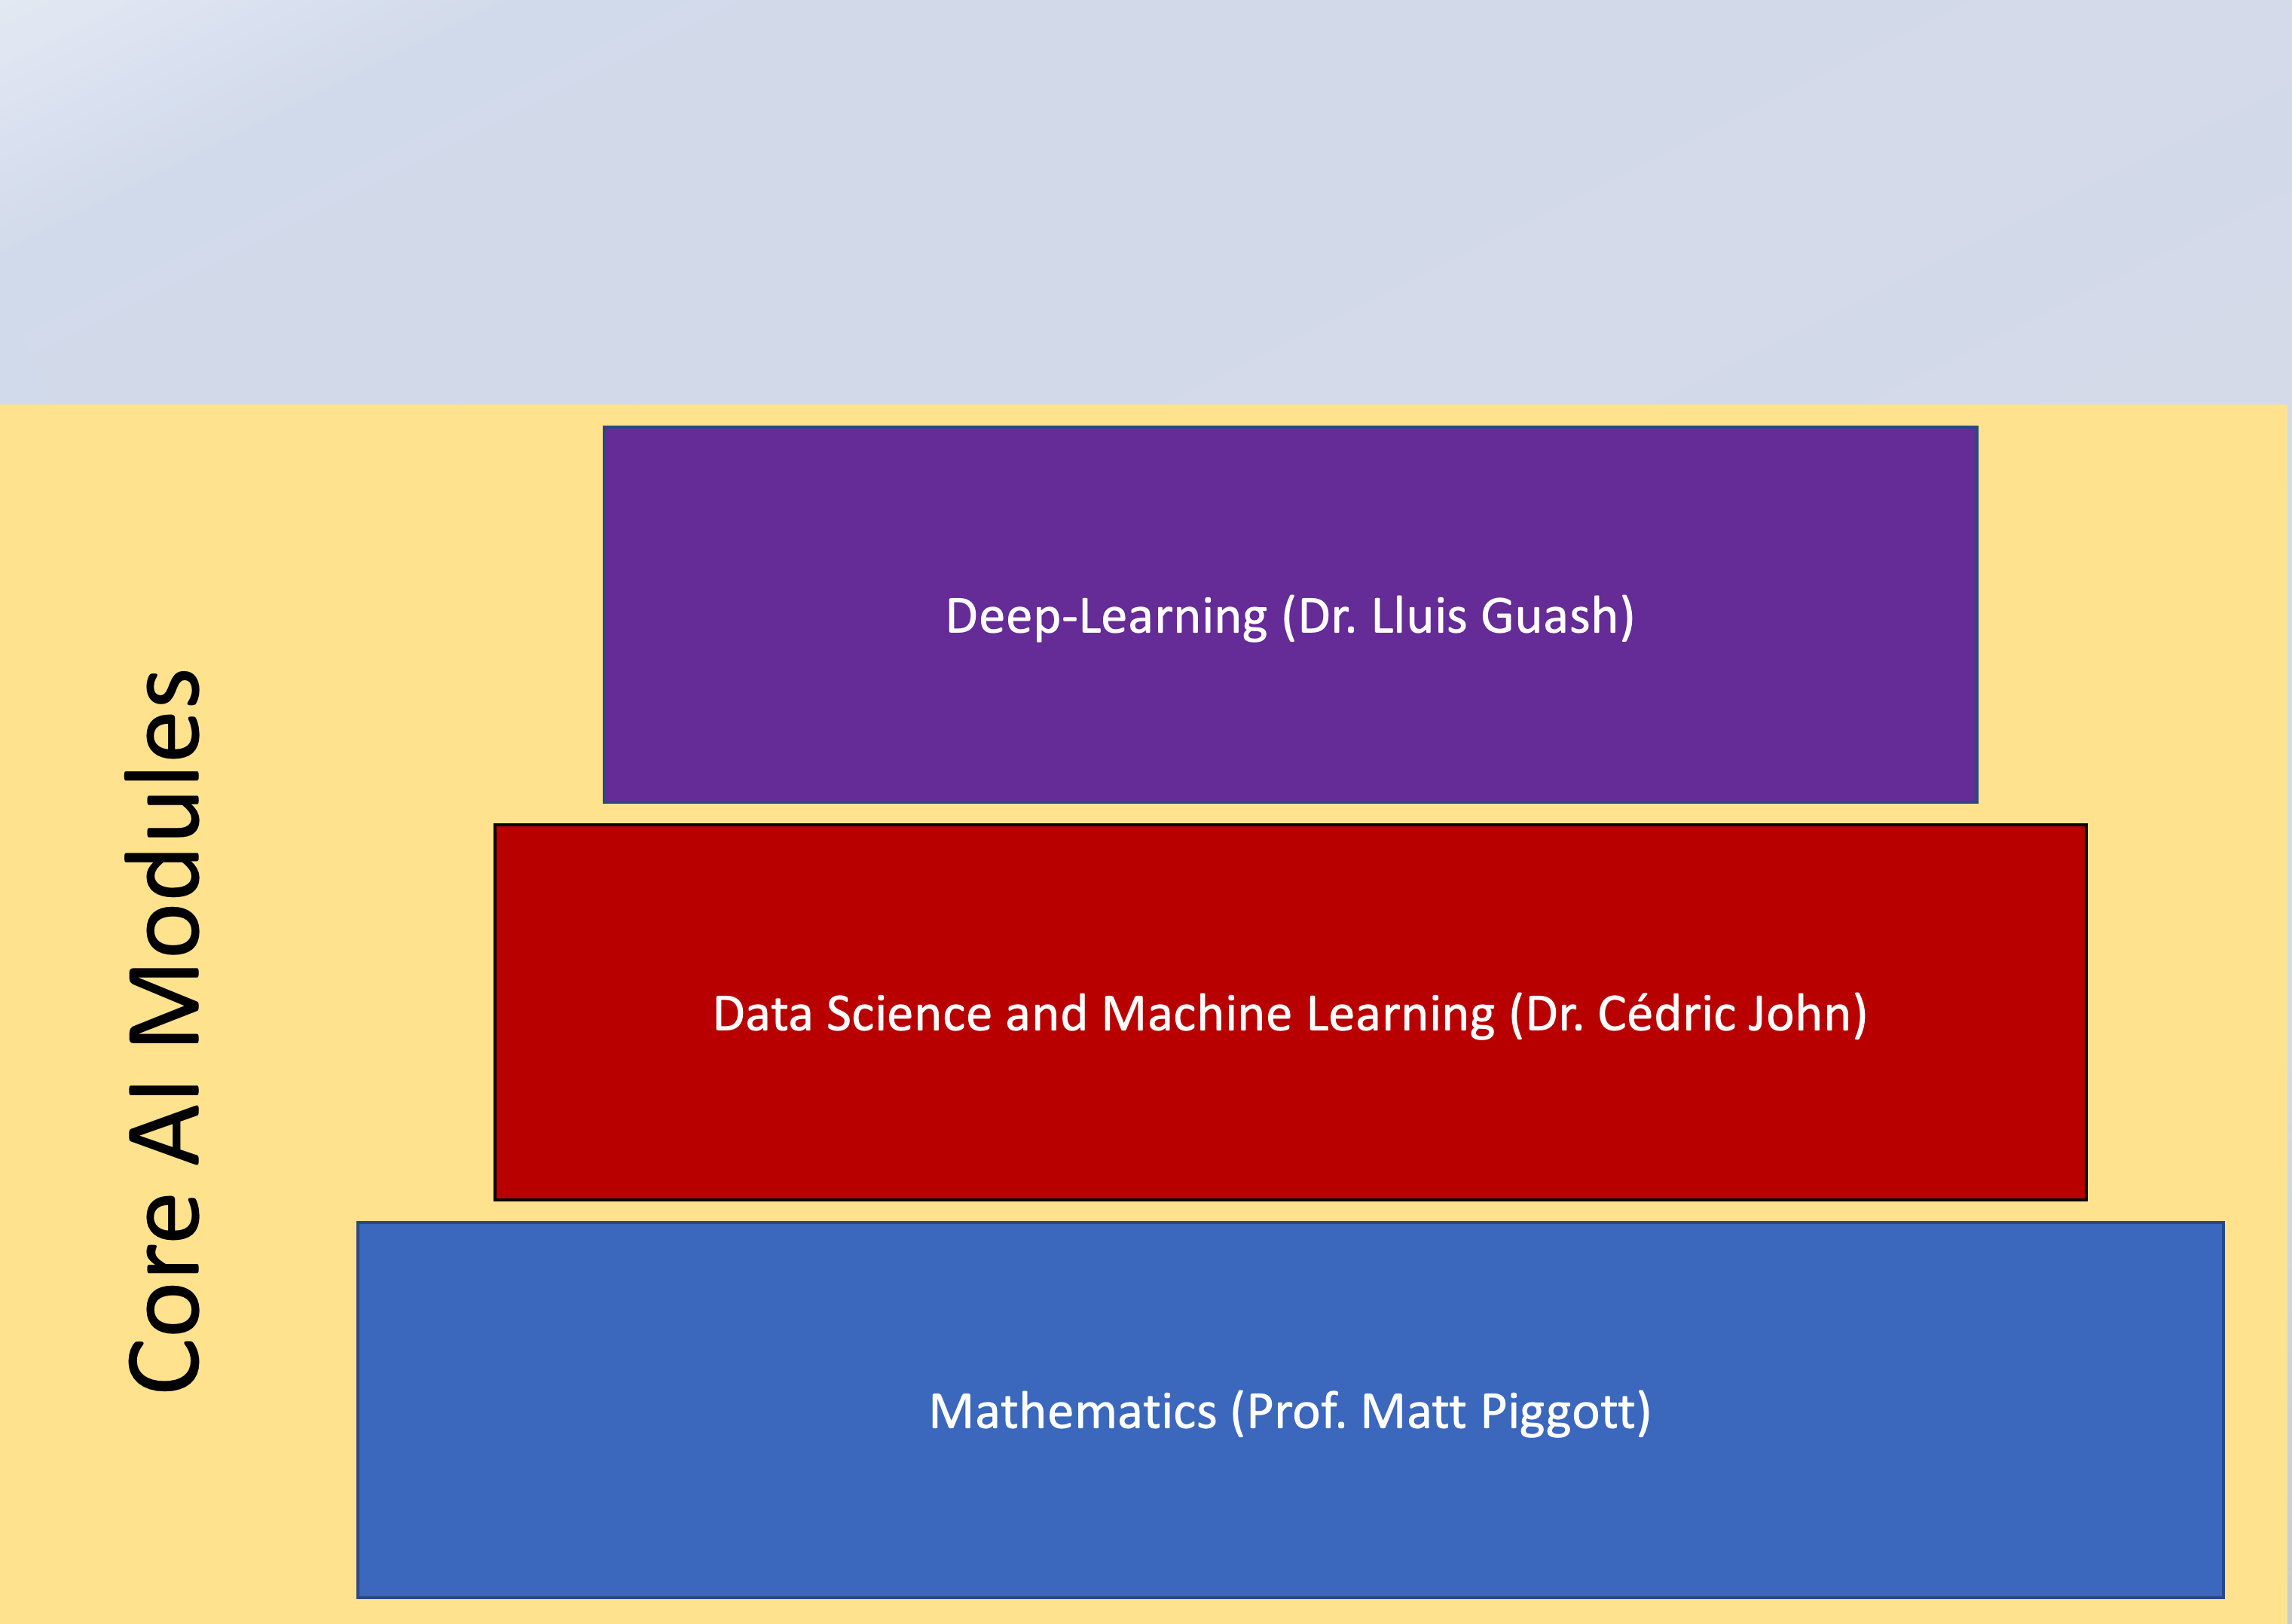 Core AI Modules
Deep-Learning (Dr. Lluis Guash)
Data Science and Machine Learning (Dr. Cédric John)
Mathematics (Prof. Matt Piggott)